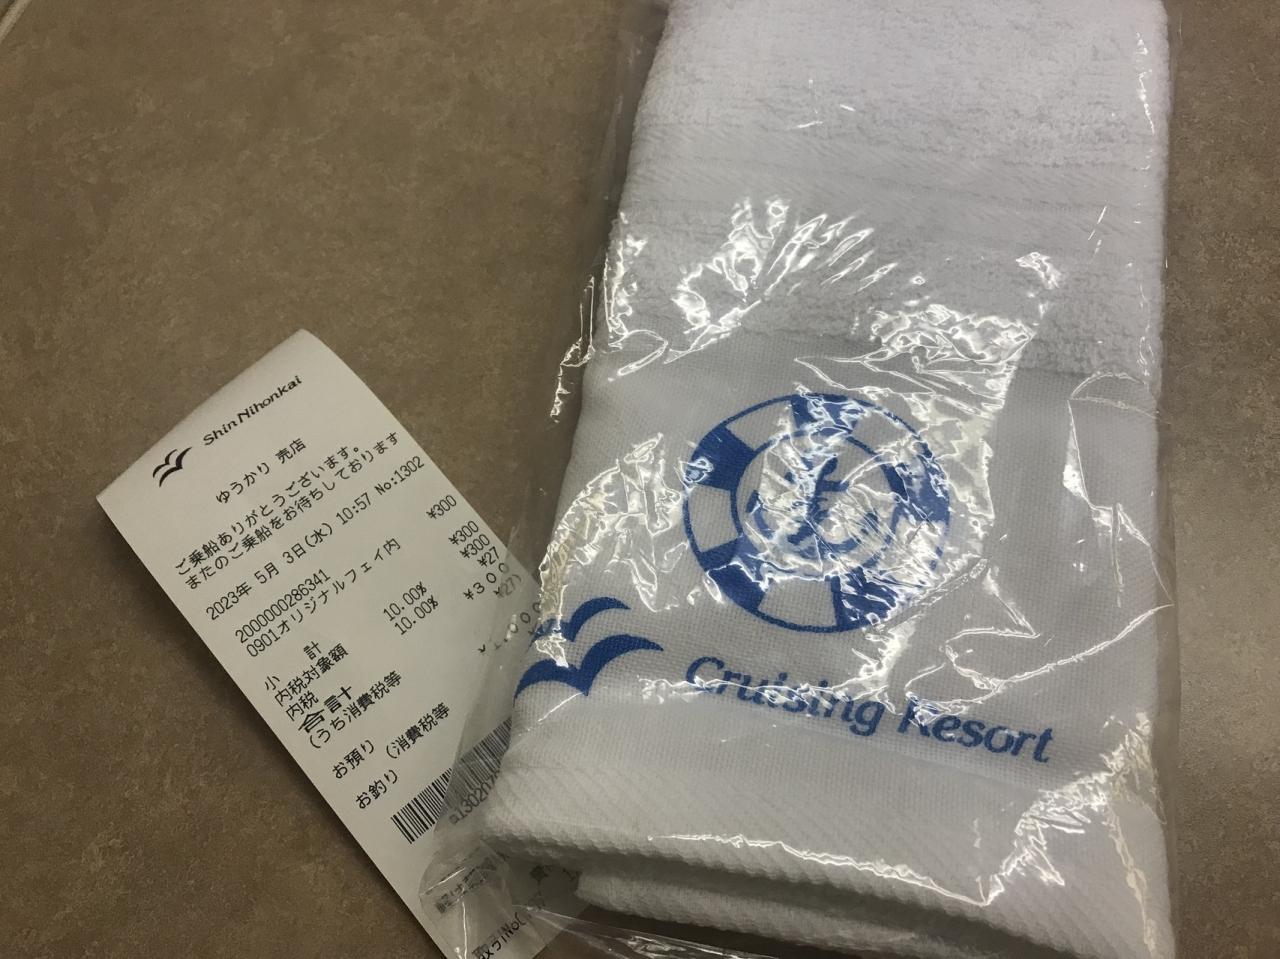 Shin Nihonkai
ゆうかり 売店
ご乗船ありがとうございます。
またのご乗船をお待ちしております
2023年 5月 3日(水) 10:57 No:1302
200000286341
0901オリジナルフェイ内 ¥300
小 計 ¥300
内税対象額 10.00% ¥300
内税 10.00% ¥27
合計 ¥300
(うち消費税等 ¥27)
お預り
(消費税等
お釣り
Cruising Resort